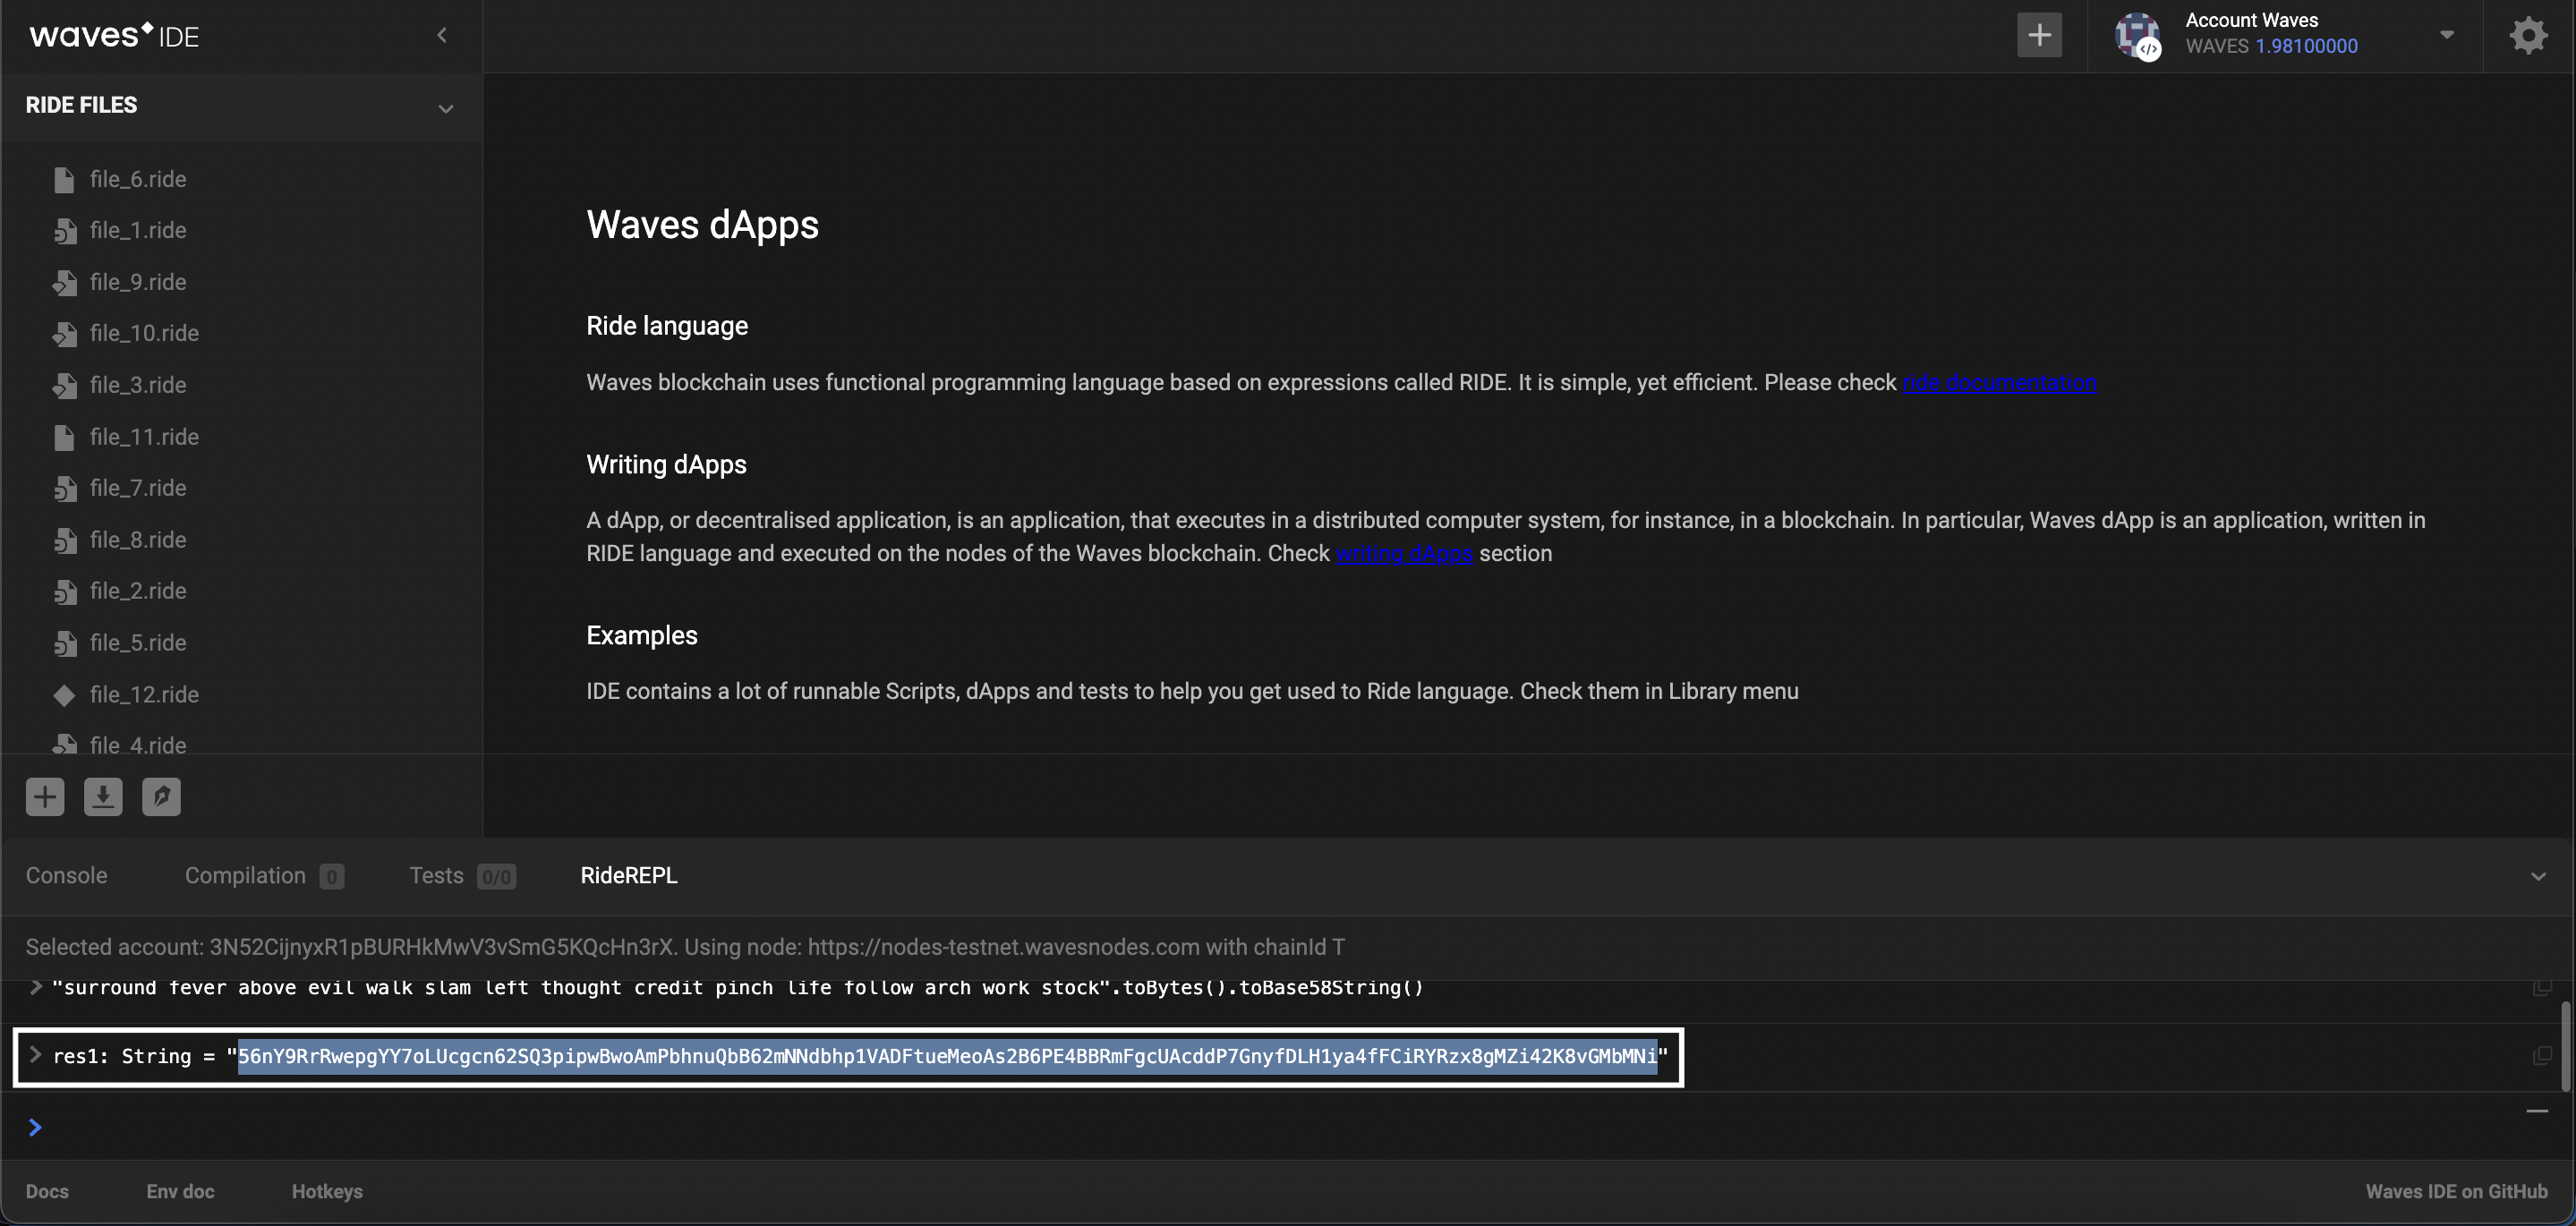 waves IDE
Account Waves
WAVES 1.98100000
RIDE FILES
file_6.ride
file_1.ride
file_9.ride
file_10.ride
file_3.ride
file_11.ride
file_7.ride
file_8.ride
file_2.ride
file_5.ride
file_12.ride
file_4.ride
Waves dApps
Ride language
Waves blockchain uses functional programming language based on expressions called RIDE. It is simple, yet efficient. Please check ride documentation
Writing dApps
A dApp, or decentralised application, is an application, that executes in a distributed computer system, for instance, in a blockchain. In particular, Waves dApp is an application, written in
RIDE language and executed on the nodes of the Waves blockchain. Check writing dApps section
Examples
IDE contains a lot of runnable Scripts, dApps and tests to help you get used to Ride language. Check them in Library menu
Console Compilation 0 Tests 0/0 RideREPL
Selected account: 3N52CijnyxR1pBURHkMwV3vSmG5KQcHn3rX. Using node: https://nodes-testnet.wavesnodes.com with chainId T
> "surround fever above evil walk slam left thought credit pinch life follow arch work stock".toBytes().toBase58String()
> res1: String = "56nY9RrRwepgYY7oLUcgcn62SQ3pipwBwoAmPbhnuQbB62mNNdbhp1VADFtueMeoAs2B6PE4BBRmFgcUAcddP7GnyfDLH1ya4fFCiRYRzx8gMZi42K8vGMbMNi"
>
Docs Env doc Hotkeys Waves IDE on GitHub